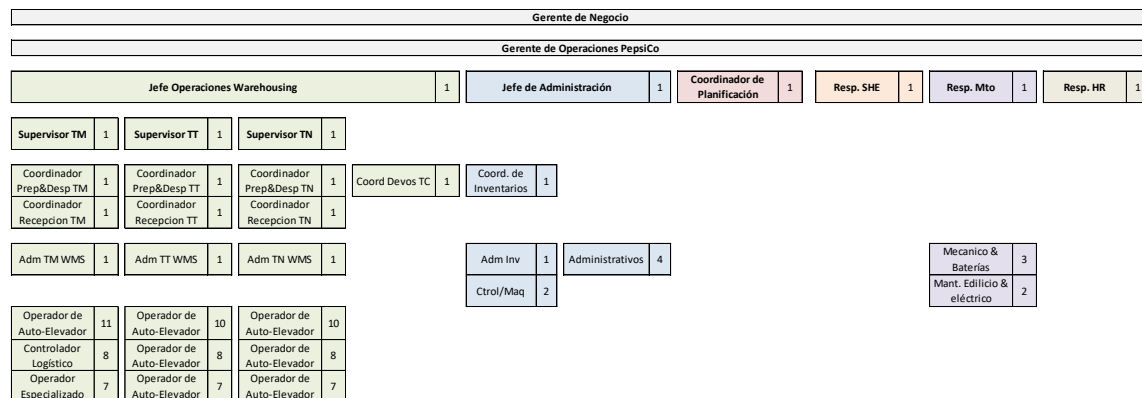 Gerente de Negocio
Gerente de Operaciones PepsiCo
Jefe Operaciones Warehousing 1 Jefe de Administración 1 Coordinador de Planificación 1 Resp. SHE 1 Resp. Mto 1 Resp. HR 1
Supervisor TM 1 Supervisor TT 1 Supervisor TN 1
Coordinador Prep&Desp TM 1 Coordinador Prep&Desp TT 1 Coordinador Prep&Desp TN 1 Coord Devos TC 1 Coord. de Inventarios 1
Coordinador Recepcion TM 1 Coordinador Recepcion TT 1 Coordinador Recepcion TN 1
Adm TM WMS 1 Adm TT WMS 1 Adm TN WMS 1 Adm Inv 1 Administrativos 4 Mecanico & Baterías 3
Ctrol/Maq 2 Mant. Edilicio & eléctrico 2
Operador de Auto-Elevador 11 Operador de Auto-Elevador 10 Operador de Auto-Elevador 10
Controlador Logístico 8 Operador de Auto-Elevador 8 Operador de Auto-Elevador 8
Operador Especializado 7 Operador de Auto-Elevador 7 Operador de Auto-Elevador 7